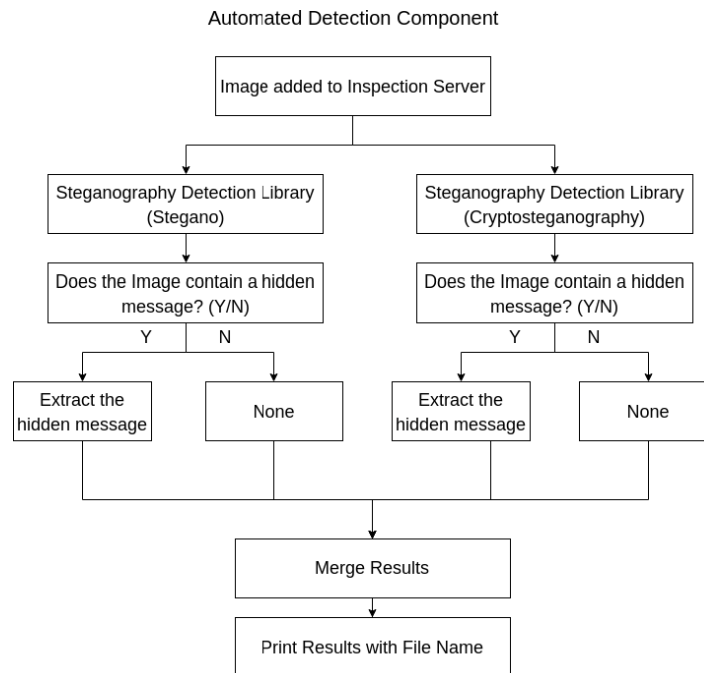 Automated Detection Component
Image added to Inspection Server
Steganography Detection Library
(Stegano)
Steganography Detection Library
(Cryptosteganography)
Does the Image contain a hidden
message? (Y/N)
Does the Image contain a hidden
message? (Y/N)
Y
N
Y
N
Extract the
hidden message
None
Extract the
hidden message
None
Merge Results
Print Results with File Name